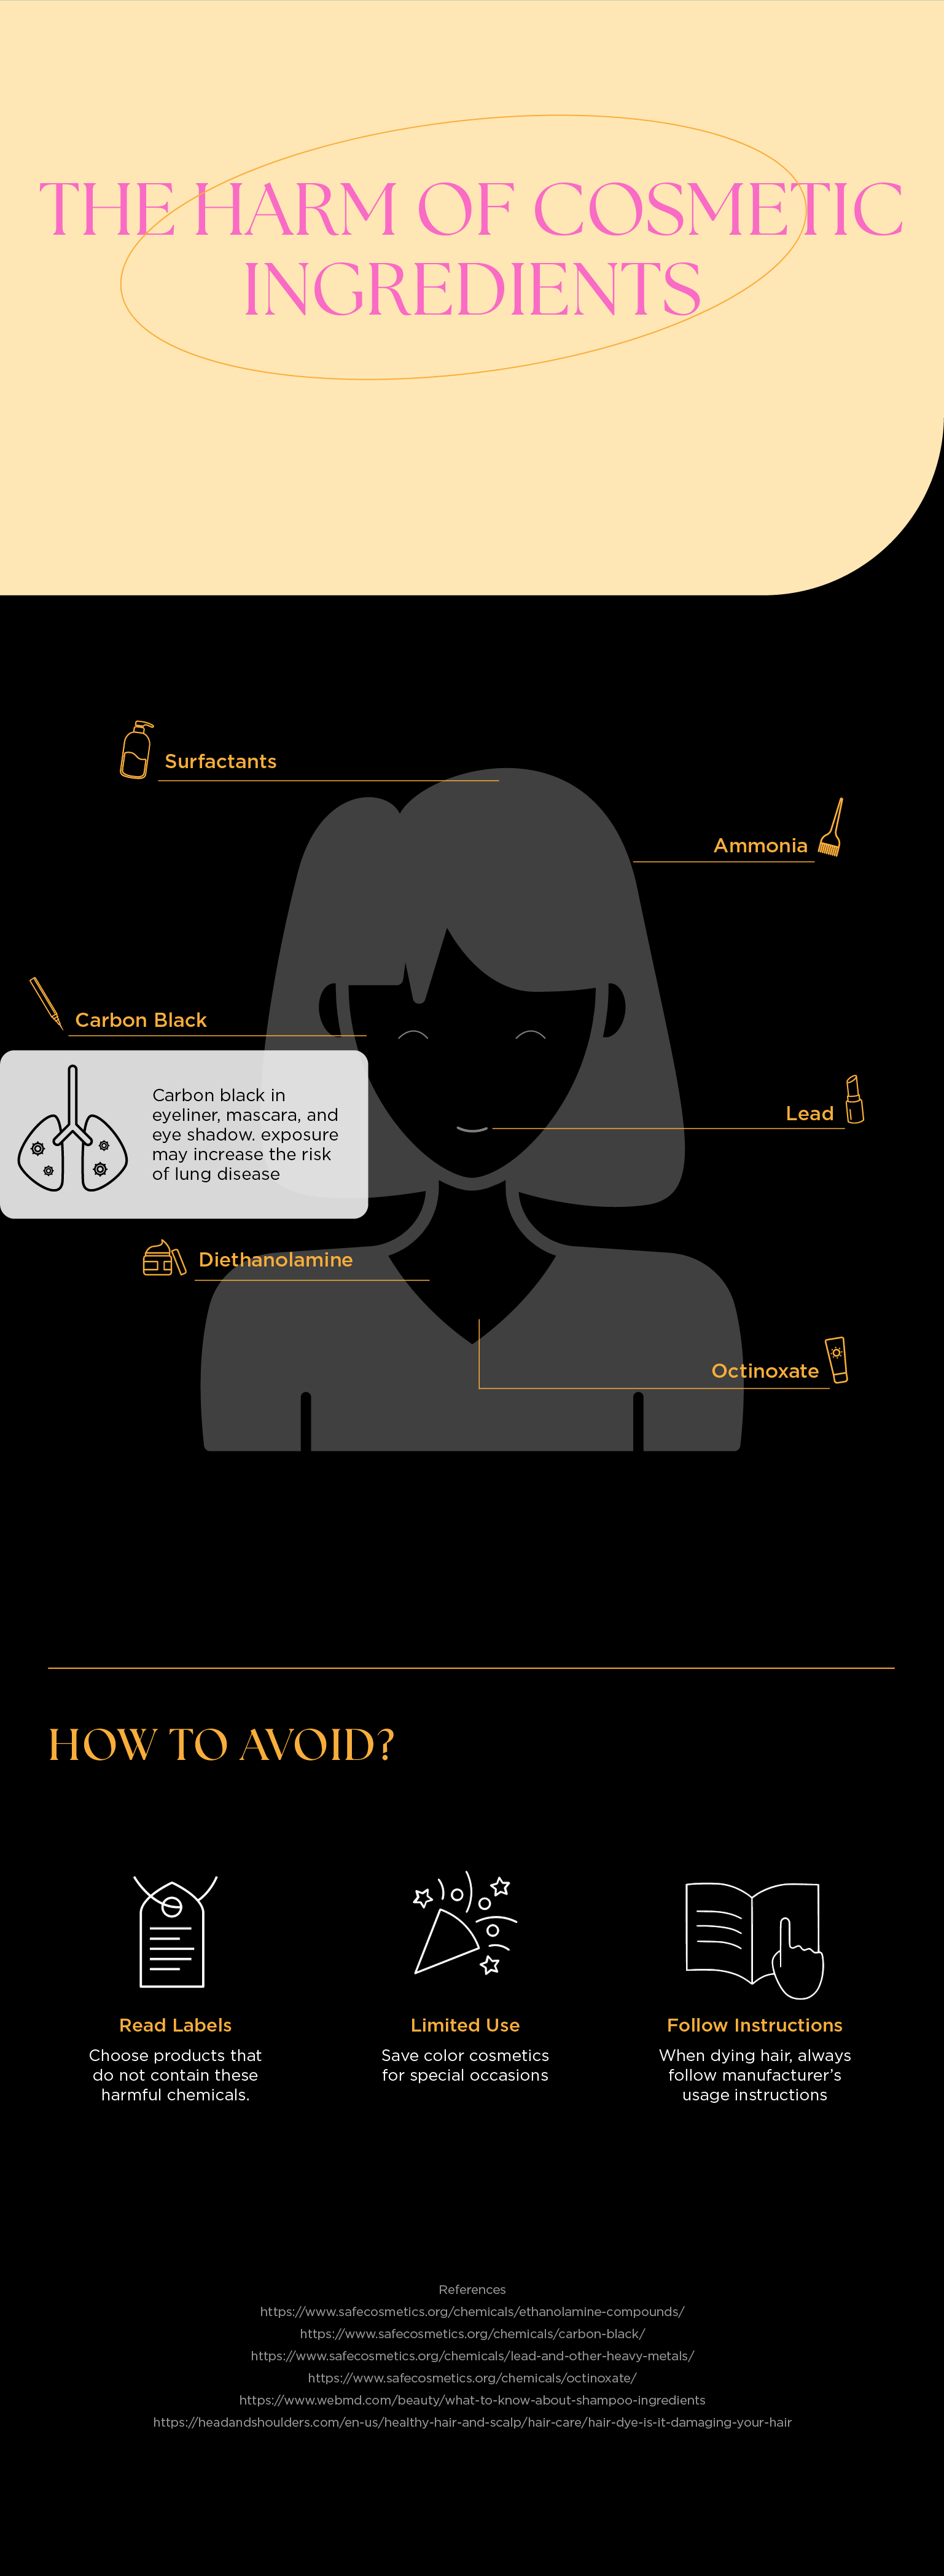 THE HARM OF COSMETIC
INGREDIENTS
Surfactants
Ammonia
Carbon Black
Carbon black in
eyeliner, mascara, and
eye shadow. exposure
may increase the risk
of lung disease
Lead
Diethanolamine
Octinoxate
HOW TO AVOID?
Read Labels
Choose products that
do not contain these
harmful chemicals.
Limited Use
Save color cosmetics
for special occasions
Follow Instructions
When dying hair, always
follow manufacturer's
usage instructions
References
https://www.safecosmetics.org/chemicals/ethanolamine-compounds/
https://www.safecosmetics.org/chemicals/carbon-black/
https://www.safecosmetics.org/chemicals/lead-and-other-heavy-metals/
https://www.safecosmetics.org/chemicals/octinoxate/
https://www.webmd.com/beauty/what-to-know-about-shampoo-ingredients
https://headandshoulders.com/en-us/healthy-hair-and-scalp/hair-care/hair-dye-is-it-damaging-your-hair